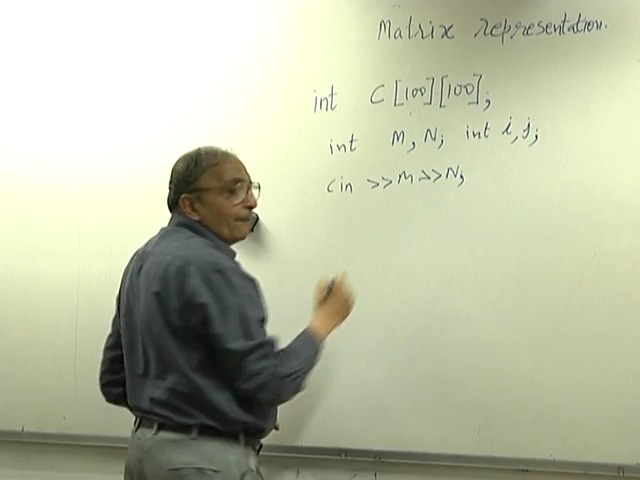 Matrix representation.
int C[100][100];
int M, N; int i,j;
cin >>M>>N;